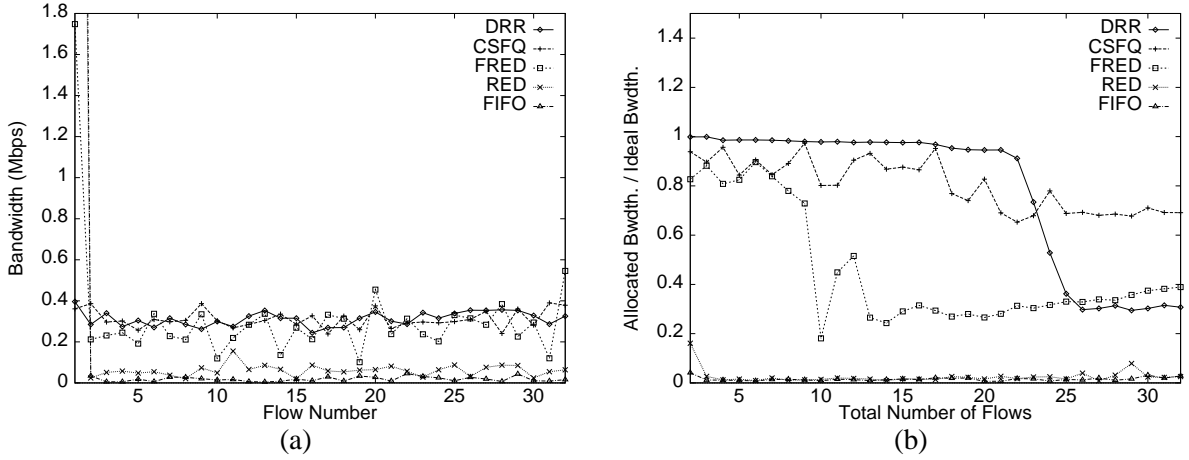 1.8
1.6
1.4
1.2
1
0.8
0.6
0.4
0.2
0
Bandwidth (Mbps)
5 10 15 20 25 30
Flow Number
DRR
CSFQ
FRED
RED
FIFO
(a)
1.4
1.2
1
0.8
0.6
0.4
0.2
0
Allocated Bwdth. / Ideal Bwdth.
5 10 15 20 25 30
Total Number of Flows
DRR
CSFQ
FRED
RED
FIFO
(b)